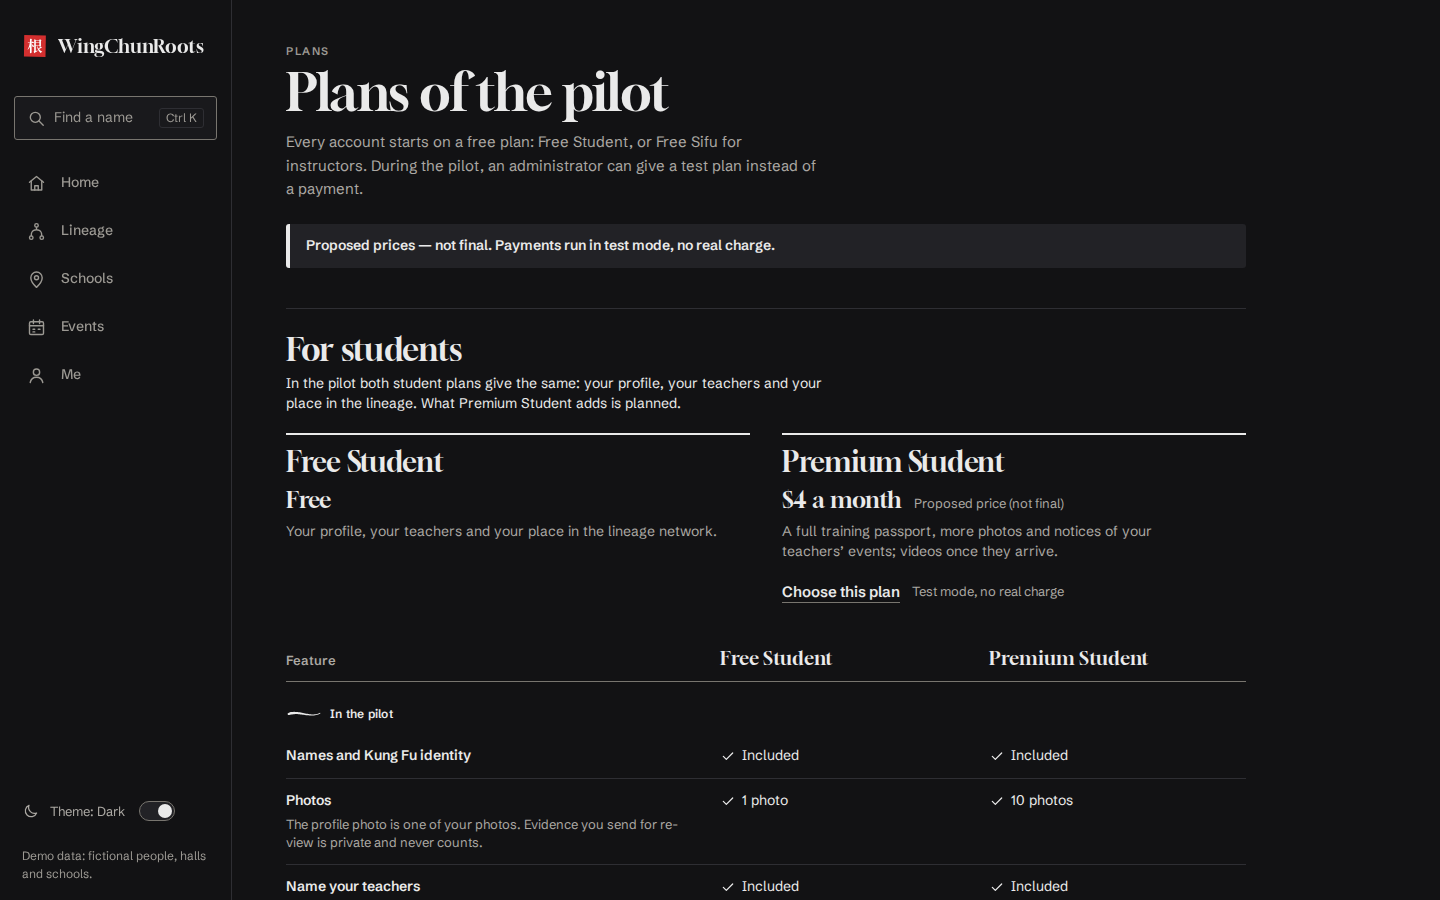 根 WingChunRoots
Find a name Ctrl K
Home
Lineage
Schools
Events
Me
Theme: Dark
Demo data: fictional people, halls
and schools.
PLANS
Plans of the pilot
Every account starts on a free plan: Free Student, or Free Sifu for
instructors. During the pilot, an administrator can give a test plan instead of
a payment.
Proposed prices — not final. Payments run in test mode, no real charge.
For students
In the pilot both student plans give the same: your profile, your teachers and your
place in the lineage. What Premium Student adds is planned.
Free Student
Free
Your profile, your teachers and your place in the lineage network.
Premium Student
$4 a month Proposed price (not final)
A full training passport, more photos and notices of your
teachers’ events; videos once they arrive.
Choose this plan Test mode, no real charge
Feature Free Student Premium Student
In the pilot
Names and Kung Fu identity Included Included
Photos 1 photo 10 photos
The profile photo is one of your photos. Evidence you send for re-
view is private and never counts.
Name your teachers Included Included